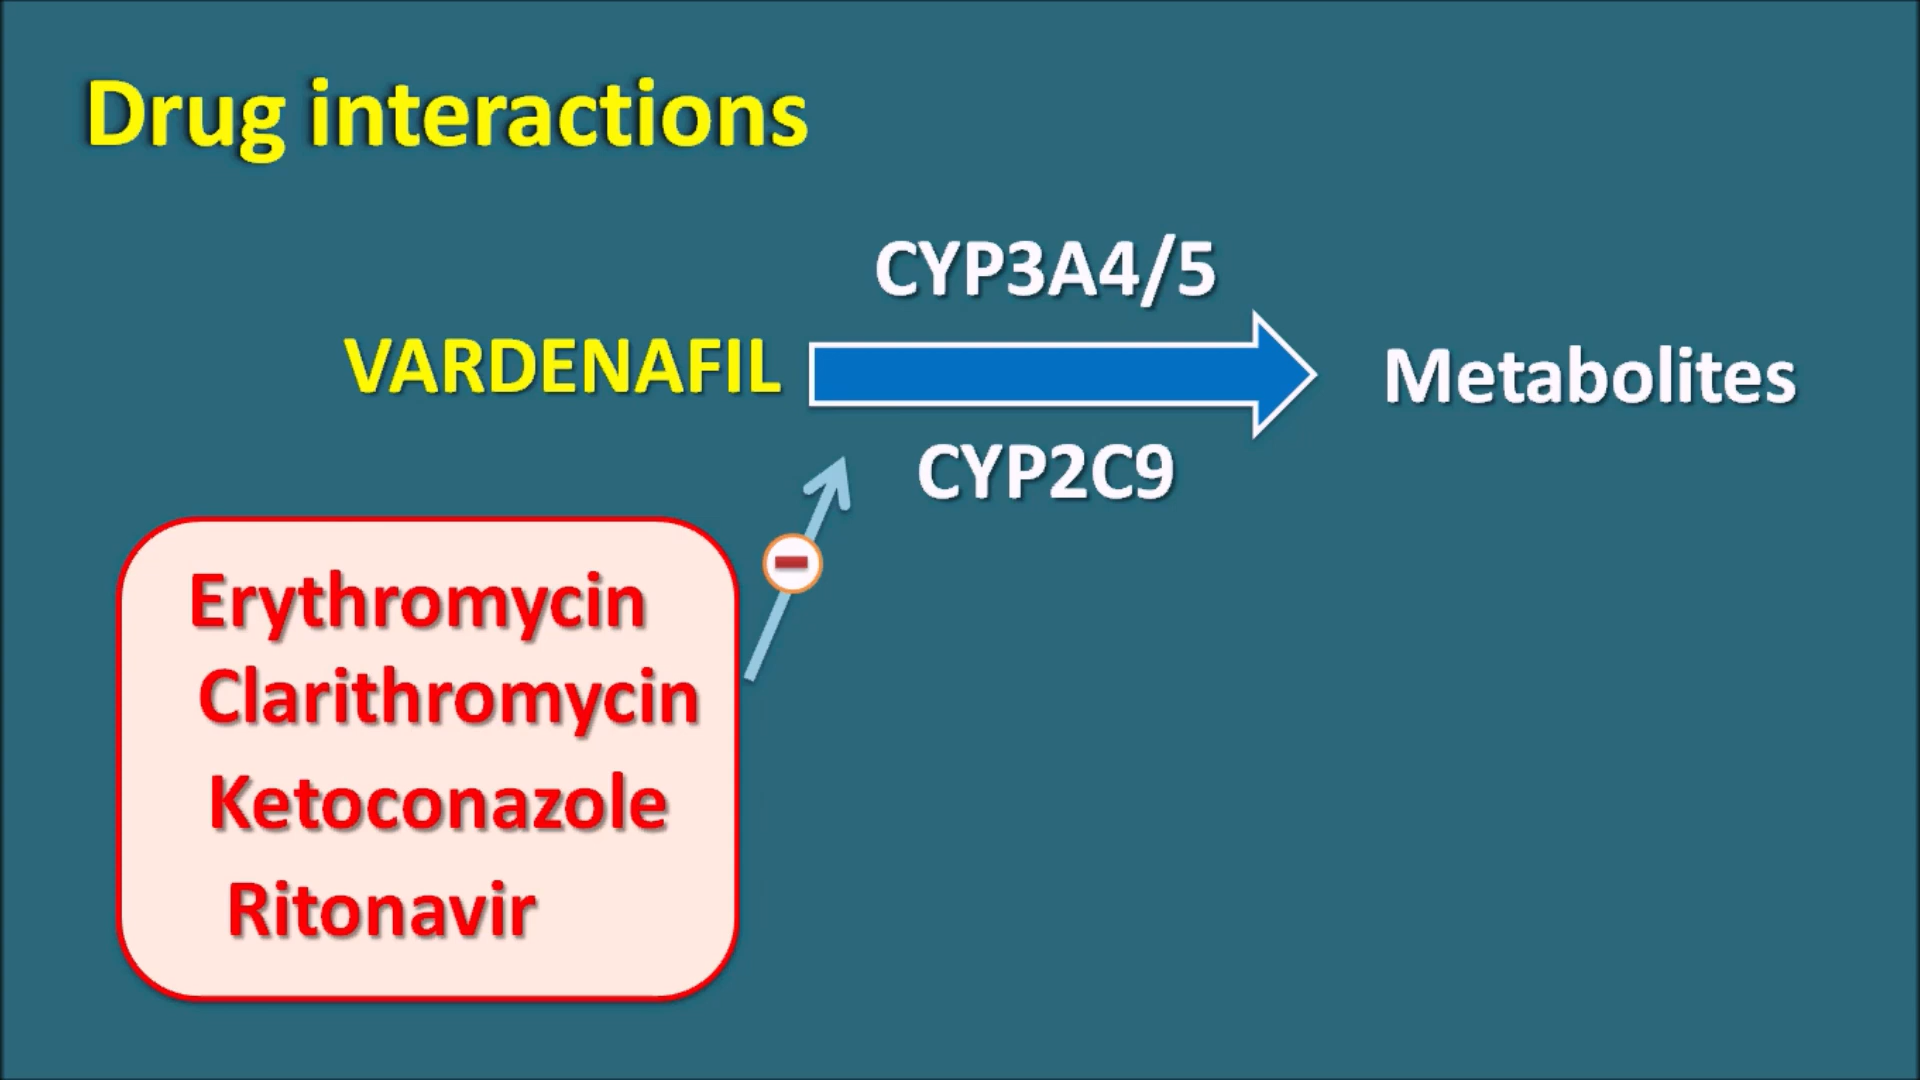 Drug interactions
CYP3A4/5
VARDENAFIL
Metabolites
CYP2C9
Erythromycin
Clarithromycin
Ketoconazole
Ritonavir